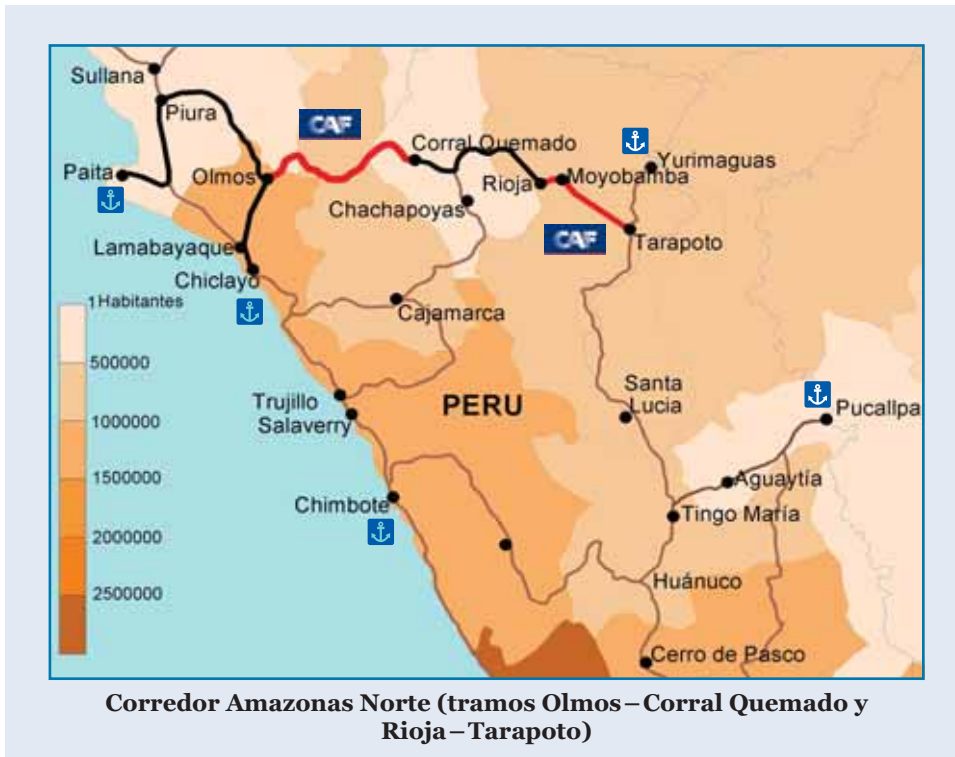 Sullana
Piura
CAF
Corral Quemado
Yurimaguas
Paita
Olmos
Rioja
Moyobamba
Chachapoyas
CAF
Tarapoto
Lamabayaque
Chiclayo
1 Habitantes
Cajamarca
500000
Santa
Lucia
Trujillo
PERU
Pucallpa
1000000
Salaverry
1500000
Aguaytía
Chimbote
Tingo María
2000000
Huánuco
2500000
Cerro de Pasco
Corredor Amazonas Norte (tramos Olmos–Corral Quemado y
Rioja–Tarapoto)